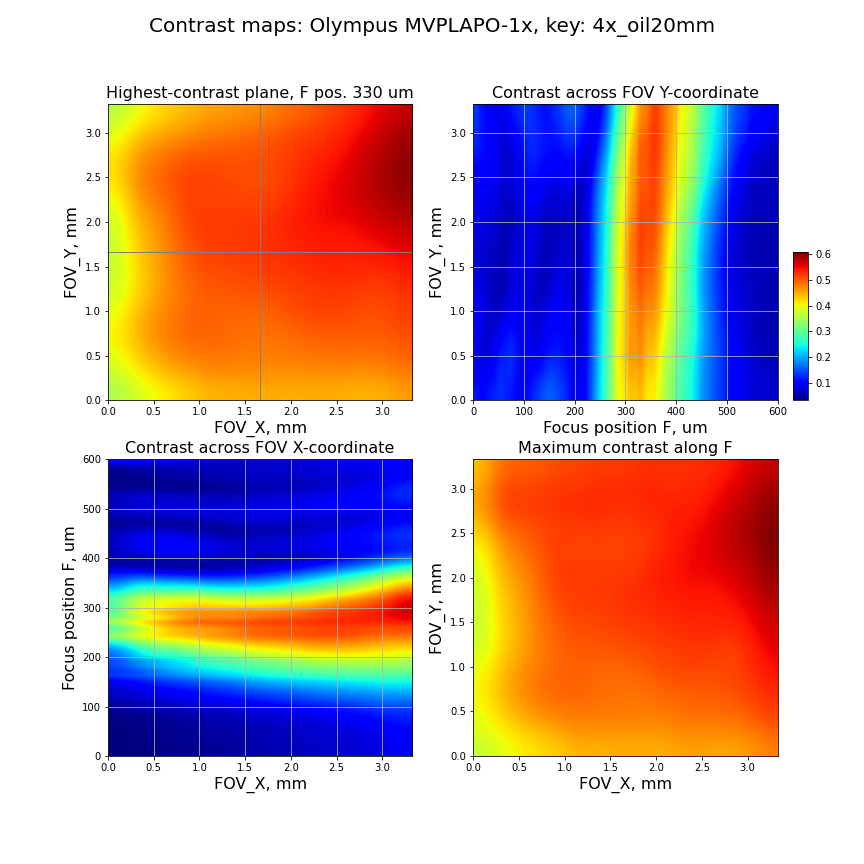 Contrast maps: Olympus MVPLAPO-1x, key: 4x_oil20mm
Highest-contrast plane, F pos. 330 um
FOV_Y, mm
3.0
2.5
2.0
1.5
1.0
0.5
0.0
0.0 0.5 1.0 1.5 2.0 2.5 3.0
FOV_X, mm
Contrast across FOV Y-coordinate
FOV_Y, mm
3.0
2.5
2.0
1.5
1.0
0.5
0.0
0 100 200 300 400 500 600
Focus position F, um
0.6
0.5
0.4
0.3
0.2
0.1
Contrast across FOV X-coordinate
Focus position F, um
600
500
400
300
200
100
0
0.0 0.5 1.0 1.5 2.0 2.5 3.0
FOV_X, mm
Maximum contrast along F
FOV_Y, mm
3.0
2.5
2.0
1.5
1.0
0.5
0.0
0.0 0.5 1.0 1.5 2.0 2.5 3.0
FOV_X, mm